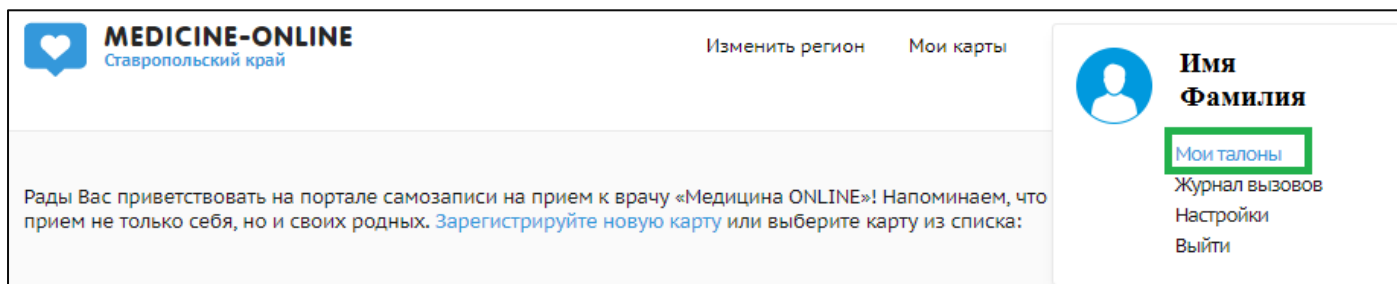 MEDICINE-ONLINE
Ставропольский край
Изменить регион
Мои карты
Имя
Фамилия
Мои талоны
Журнал вызовов
Настройки
Выйти
Рады Вас приветствовать на портале самозаписи на прием к врачу «Медицина ONLINE»! Напоминаем, что
прием не только себя, но и своих родных. Зарегистрируйте новую карту или выберите карту из списка: